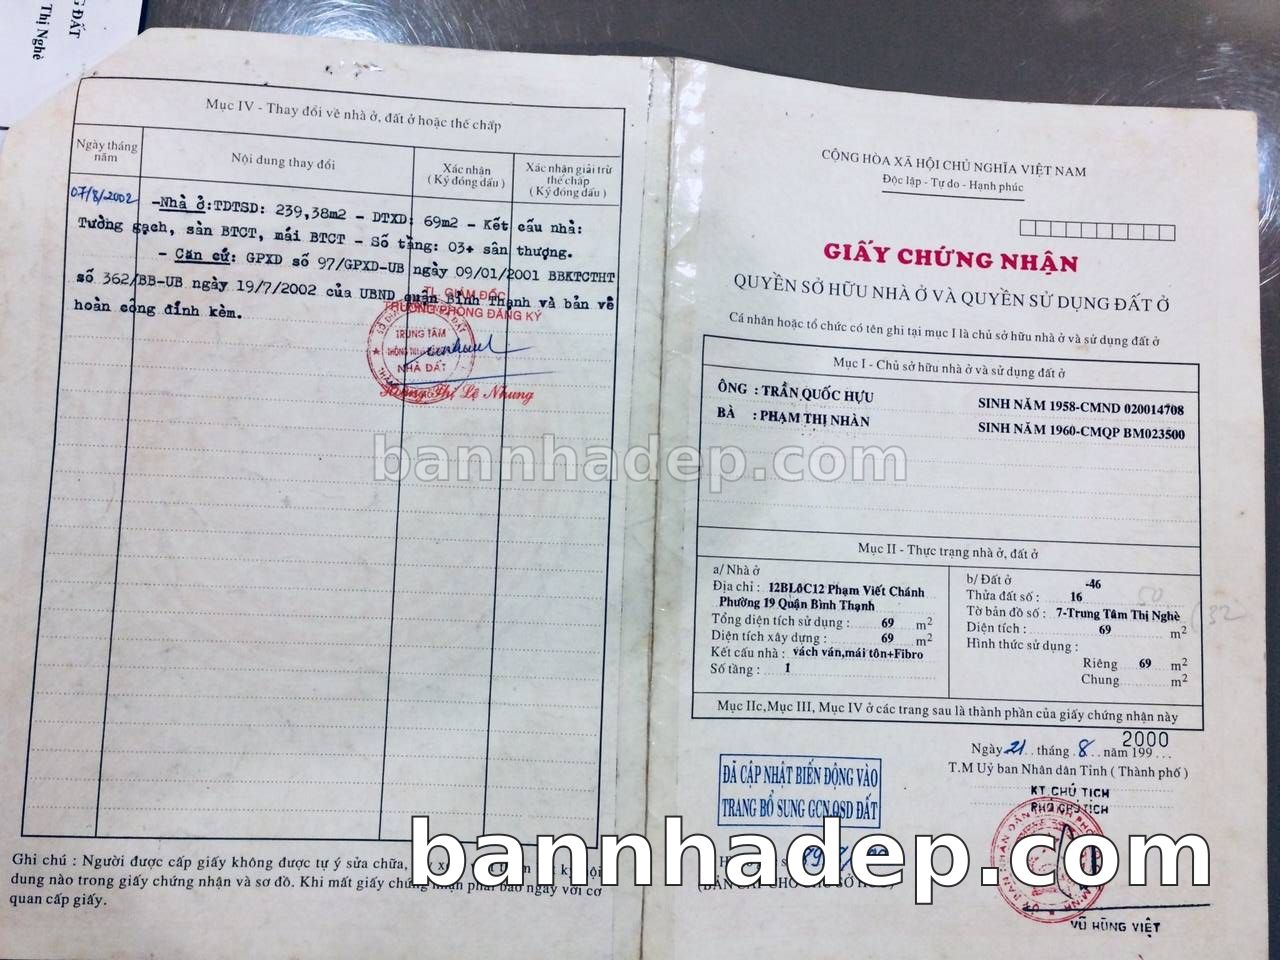 G ĐẤT
Thị Nghè
Mục IV - Thay đổi về nhà ở, đất ở hoặc thế chấp
Ngày tháng năm
Nội dung thay đổi
Xác nhận
( Ký đóng dấu )
Xác nhận giải trừ
thế chấp
( Ký đóng dấu )
07/8/2002
-Nhà ở:TDTSD: 239,38m2 - DTXD: 69m2 - Kết cấu nhà:
Tường gạch, sàn BTCT, mái BTCT - Số tầng: 03+ sân thượng.
- Căn cứ: GPXD số 97/GPXD-UB ngày 09/01/2001 BBKTCTHT
số 362/BB-UB ngày 19/7/2002 của UBND quận Bình Thạnh và bản vẽ
hoàn công đính kèm.
TL GIÁM ĐỐC
TRƯỞNG PHÒNG ĐĂNG KÝ
TRUNG TÂM
NHÀ ĐẤT
Thị Lệ Nhung
Ghi chú : Người được cấp giấy không được tự ý sửa chữa,
dung nào trong giấy chứng nhận và sơ đồ. Khi mất giấy chứng nhận phải báo ngay với cơ
quan cấp giấy.
CỘNG HÒA XÃ HỘI CHỦ NGHĨA VIỆT NAM
Độc lập - Tự do - Hạnh phúc
GIẤY CHỨNG NHẬN
QUYỀN SỞ HỮU NHÀ Ở VÀ QUYỀN SỬ DỤNG ĐẤT Ở
Cá nhân hoặc tổ chức có tên ghi tại mục I là chủ sở hữu nhà ở và sử dụng đất ở
Mục I - Chủ sở hữu nhà ở và sử dụng đất ở
ÔNG : TRẦN QUỐC HỰU SINH NĂM 1958-CMND 020014708
BÀ : PHẠM THỊ NHÀN SINH NĂM 1960-CMQP BM023500
bannhadep.com
Mục II - Thực trạng nhà ở, đất ở
a/ Nhà ở
Địa chỉ : 12BLôC12 Phạm Viết Chánh
Phường 19 Quận Bình Thạnh
Tổng diện tích sử dụng : 69 m2
Diện tích xây dựng : 69 m2
Kết cấu nhà : vách ván,mái tôn+Fibro
Số tầng : 1
b/ Đất ở -46
Thửa đất số : 16 50
Tờ bản đồ số : 7-Trung Tâm Thị Nghè (32
Diện tích : 69 m2
Hình thức sử dụng :
Riêng 69 m2
Chung m2
Mục IIc,Mục III, Mục IV ở các trang sau là thành phần của giấy chứng nhận này
2000
Ngày 21 tháng 8 năm 199
T.M Uỷ ban Nhân dân Tỉnh ( Thành phố )
KT CHỦ TỊCH
PHÓ CHỦ TỊCH
ĐÃ CẬP NHẬT BIẾN ĐỘNG VÀO
TRANG BỔ SUNG GCN.QSD ĐẤT
bannhadep.com
VŨ HÙNG VIỆT